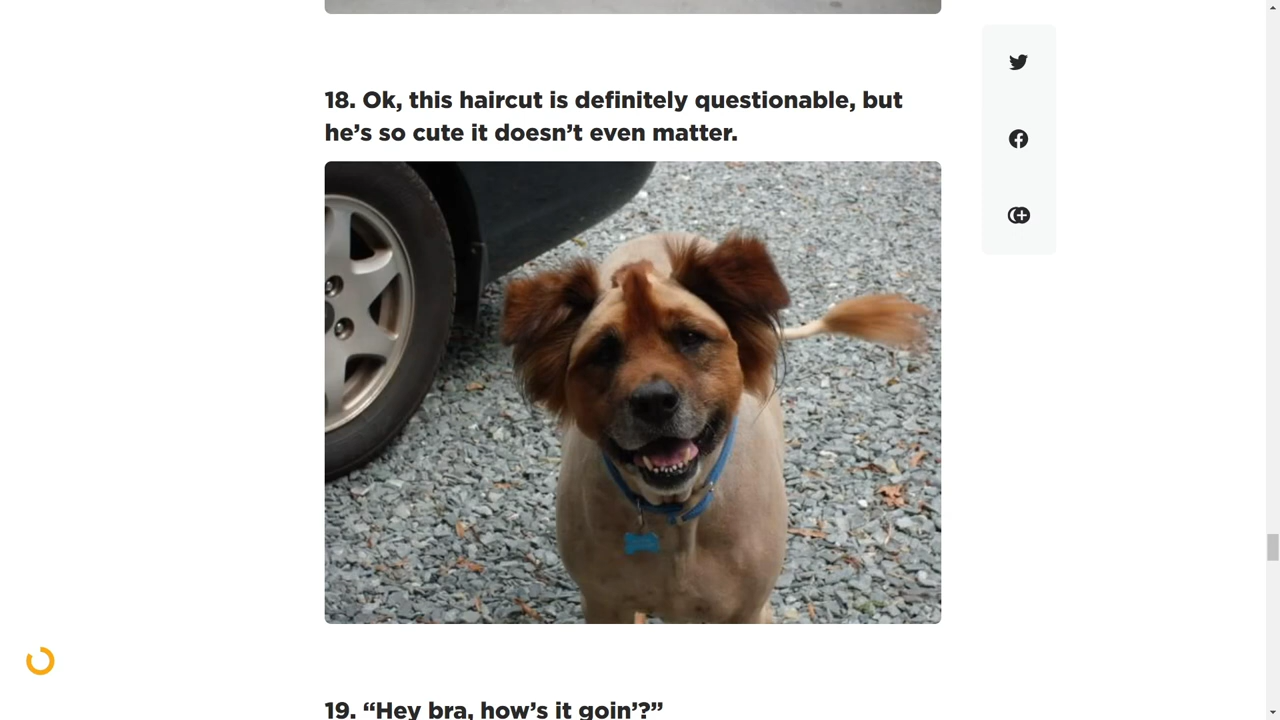 18. Ok, this haircut is definitely questionable, but
he’s so cute it doesn’t even matter.
19. “Hey bra, how’s it goin’?”